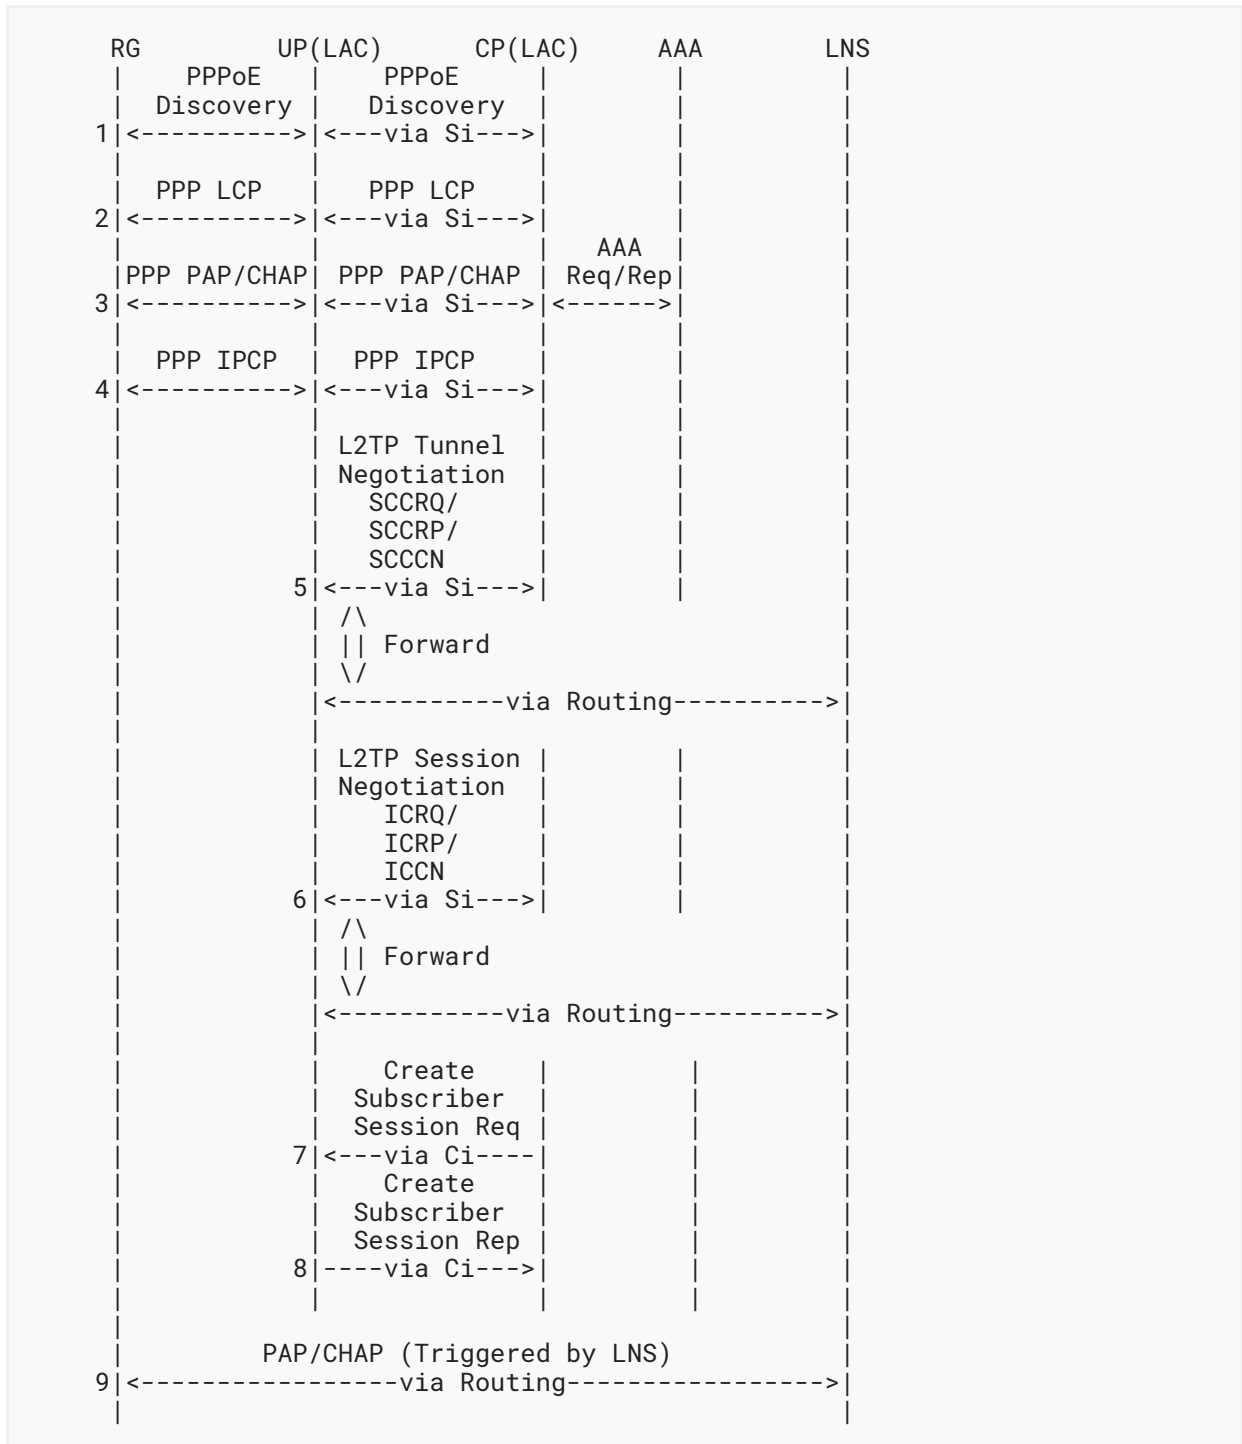 RG         UP(LAC)      CP(LAC)     AAA        LNS
 |    PPPoE   |    PPPoE     |        |          |
 |  Discovery |   Discovery  |        |          |
1|<---------->|<---via Si--->|        |          |
 |            |              |        |          |
 |  PPP LCP   |   PPP LCP    |        |          |
2|<---------->|<---via Si--->|        |          |
 |            |              |  AAA   |          |
 |PPP PAP/CHAP| PPP PAP/CHAP | Req/Rep|          |
3|<---------->|<---via Si--->|<------>|          |
 |            |              |        |          |
 |  PPP IPCP  |  PPP IPCP    |        |          |
4|<---------->|<---via Si--->|        |          |
 |            |              |        |          |
 |            | L2TP Tunnel  |        |          |
 |            | Negotiation  |        |          |
 |            |   SCCRQ/     |        |          |
 |            |   SCCRP/     |        |          |
 |            |   SCCCN      |        |          |
 |           5|<---via Si--->|        |          |
 |            | /\                               |
 |            | || Forward                       |
 |            | \/                               |
 |            |<-----------via Routing---------->|
 |            |                                  |
 |            | L2TP Session |        |          |
 |            | Negotiation  |        |          |
 |            |    ICRQ/     |        |          |
 |            |    ICRP/     |        |          |
 |            |    ICCN      |        |          |
 |           6|<---via Si--->|        |          |
 |            | /\                               |
 |            | || Forward                       |
 |            | \/                               |
 |            |<-----------via Routing---------->|
 |            |                                  |
 |            |    Create    |         |         |
 |            |  Subscriber  |         |         |
 |            |  Session Req |         |         |
 |           7|<---via Ci----|         |         |
 |            |    Create    |         |         |
 |            |  Subscriber  |         |         |
 |            |  Session Rep |         |         |
 |           8|----via Ci--->|         |         |
 |            |              |         |         |
 |                                               |
 |         PAP/CHAP (Triggered by LNS)           |
9|<-----------------via Routing----------------->|
 |                                               |